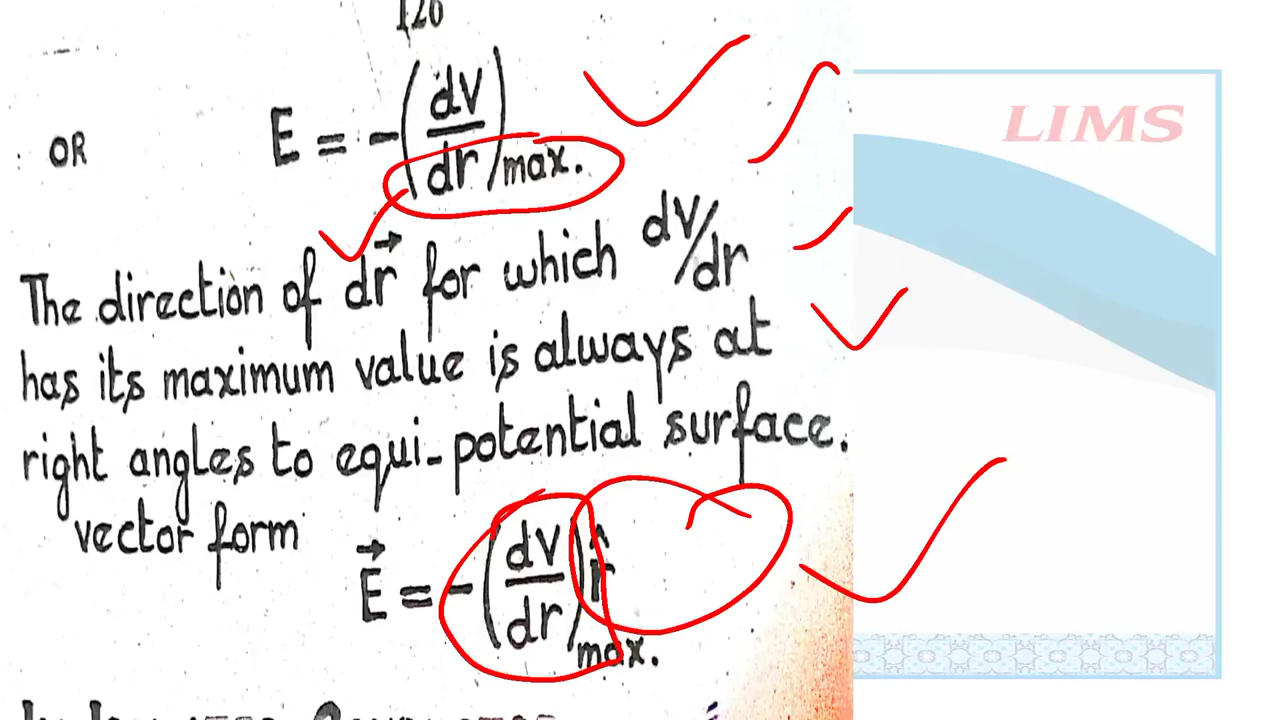 126
LIMS
OR E = -(dV/dr)max.
The direction of dr⃗ for which dV/dr
has its maximum value is always at
right angles to equi-potential surface.
vector form
E⃗ = -(dV/dr) r̂ max.